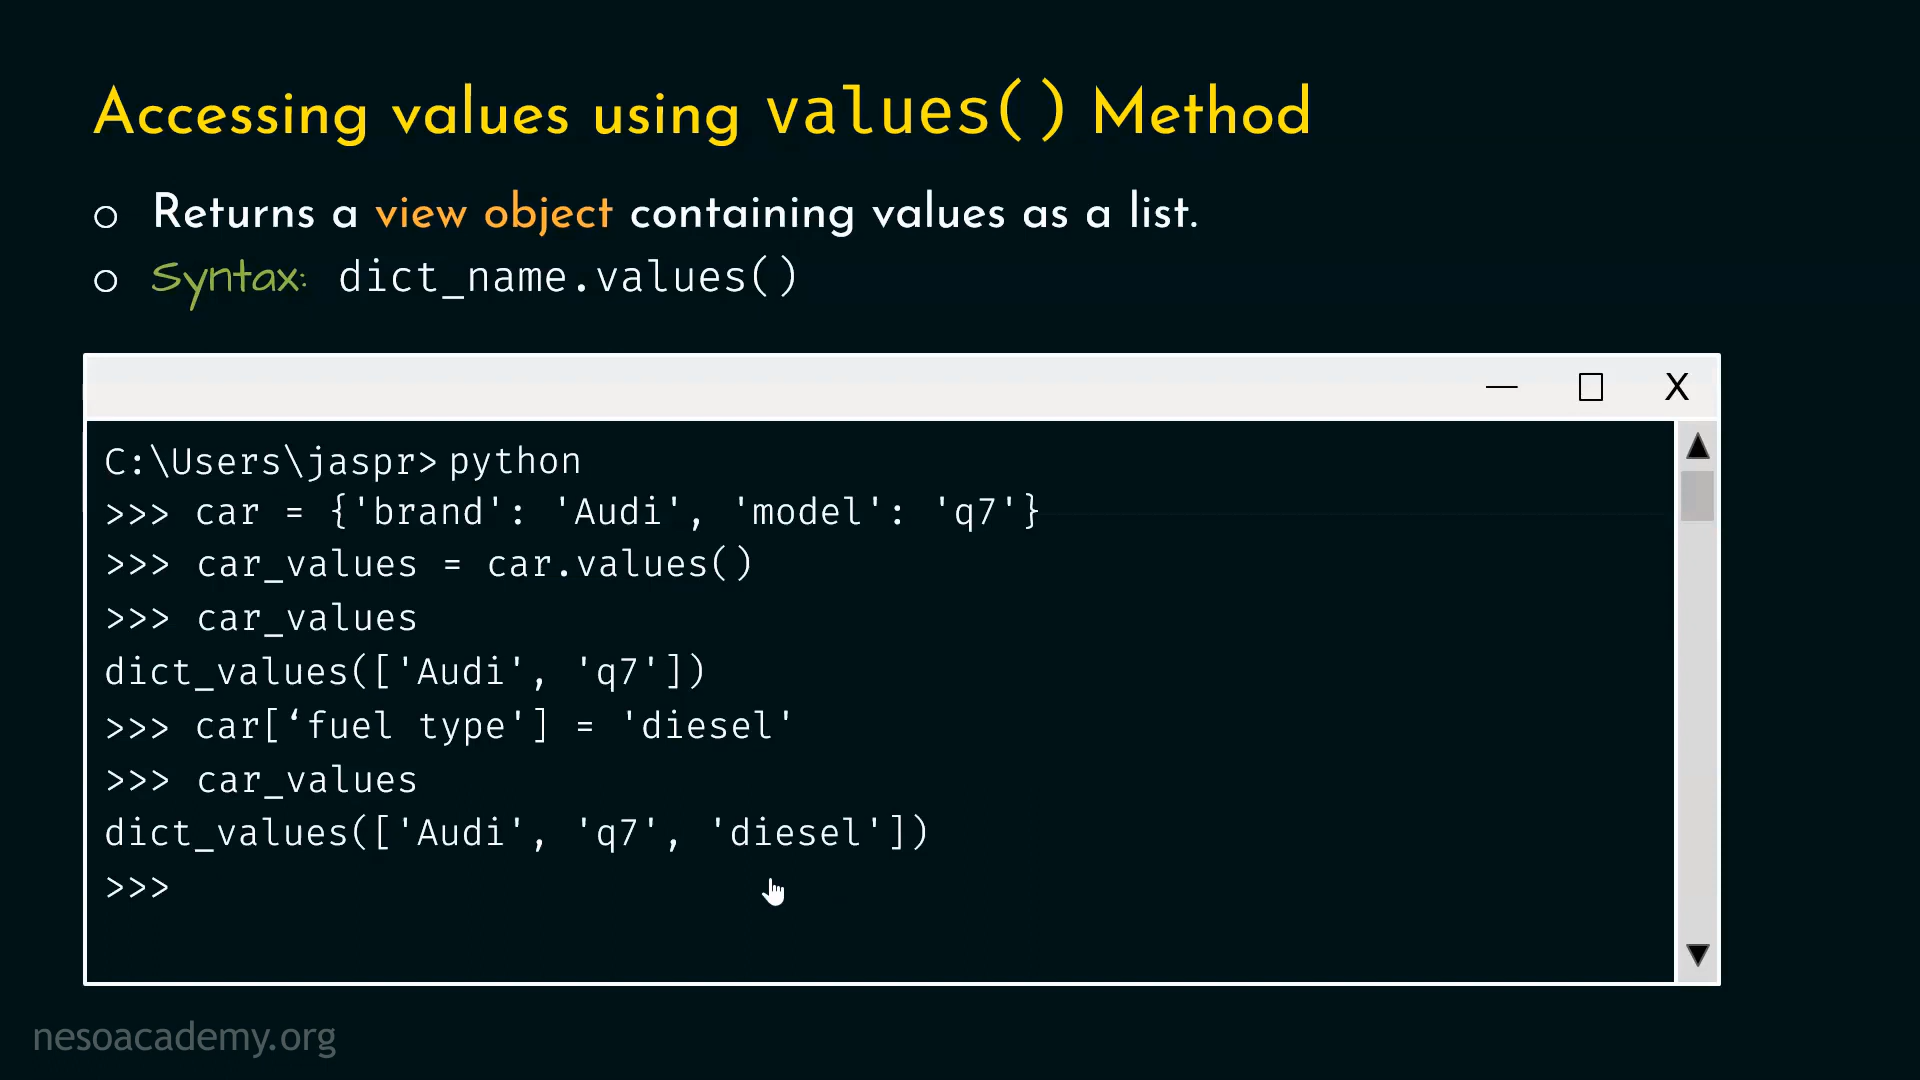 Accessing values using values() Method
Returns a view object containing values as a list.
Syntax: dict_name.values()
X
C:\Users\jaspr> python
>>> car = {'brand': 'Audi', 'model': 'q7'}
>>> car_values = car.values()
>>> car_values
dict_values(['Audi', 'q7'])
>>> car[‘fuel type'] = 'diesel'
>>> car_values
dict_values(['Audi', 'q7', 'diesel'])
>>>
nesoacademy.org